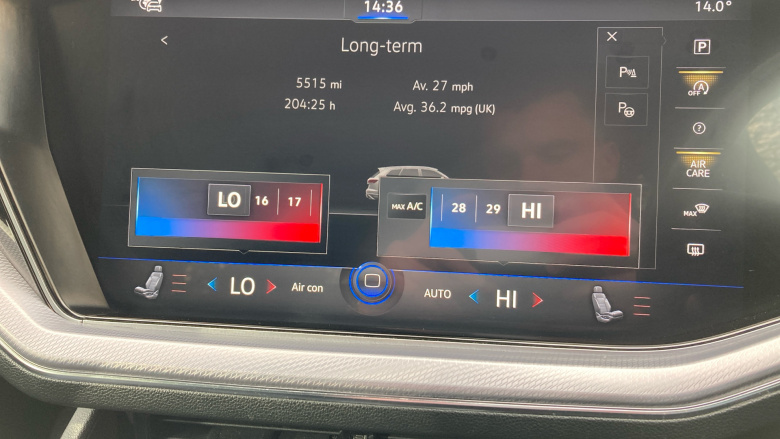 14:36
14.0°
Long-term
5515 mi
Av. 27 mph
204:25 h
Avg. 36.2 mpg (UK)
P
P
P
A
OFF
?
AIR
CARE
MAX
LO 16 17
MAX A/C
28 29 HI
LO
Air con
AUTO
HI